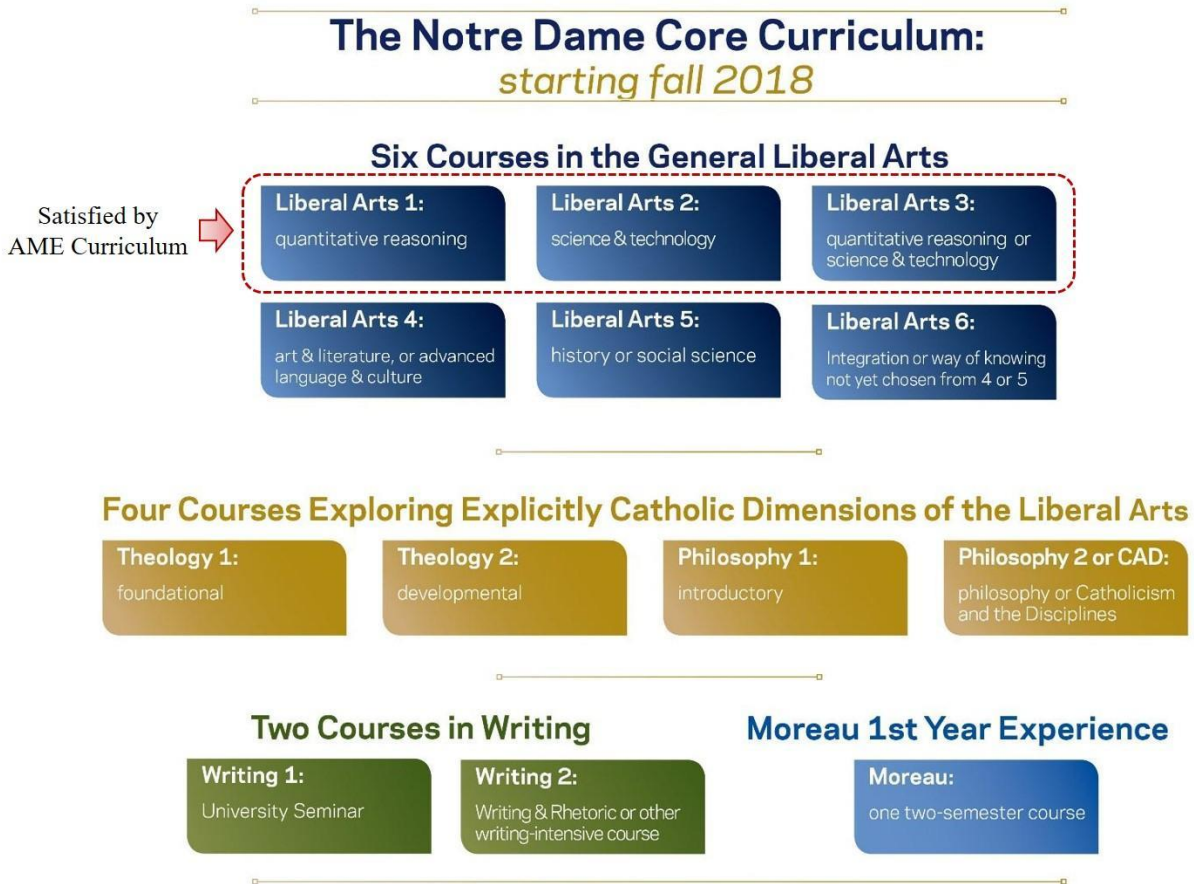 The Notre Dame Core Curriculum:
starting fall 2018
Six Courses in the General Liberal Arts
Satisfied by
AME Curriculum
Liberal Arts 1:
quantitative reasoning
Liberal Arts 2:
science & technology
Liberal Arts 3:
quantitative reasoning or
science & technology
Liberal Arts 4:
art & literature, or advanced
language & culture
Liberal Arts 5:
history or social science
Liberal Arts 6:
Integration or way of knowing
not yet chosen from 4 or 5
Four Courses Exploring Explicitly Catholic Dimensions of the Liberal Arts
Theology 1:
foundational
Theology 2:
developmental
Philosophy 1:
introductory
Philosophy 2 or CAD:
philosophy or Catholicism
and the Disciplines
Two Courses in Writing
Writing 1:
University Seminar
Writing 2:
Writing & Rhetoric or other
writing-intensive course
Moreau 1st Year Experience
Moreau:
one two-semester course